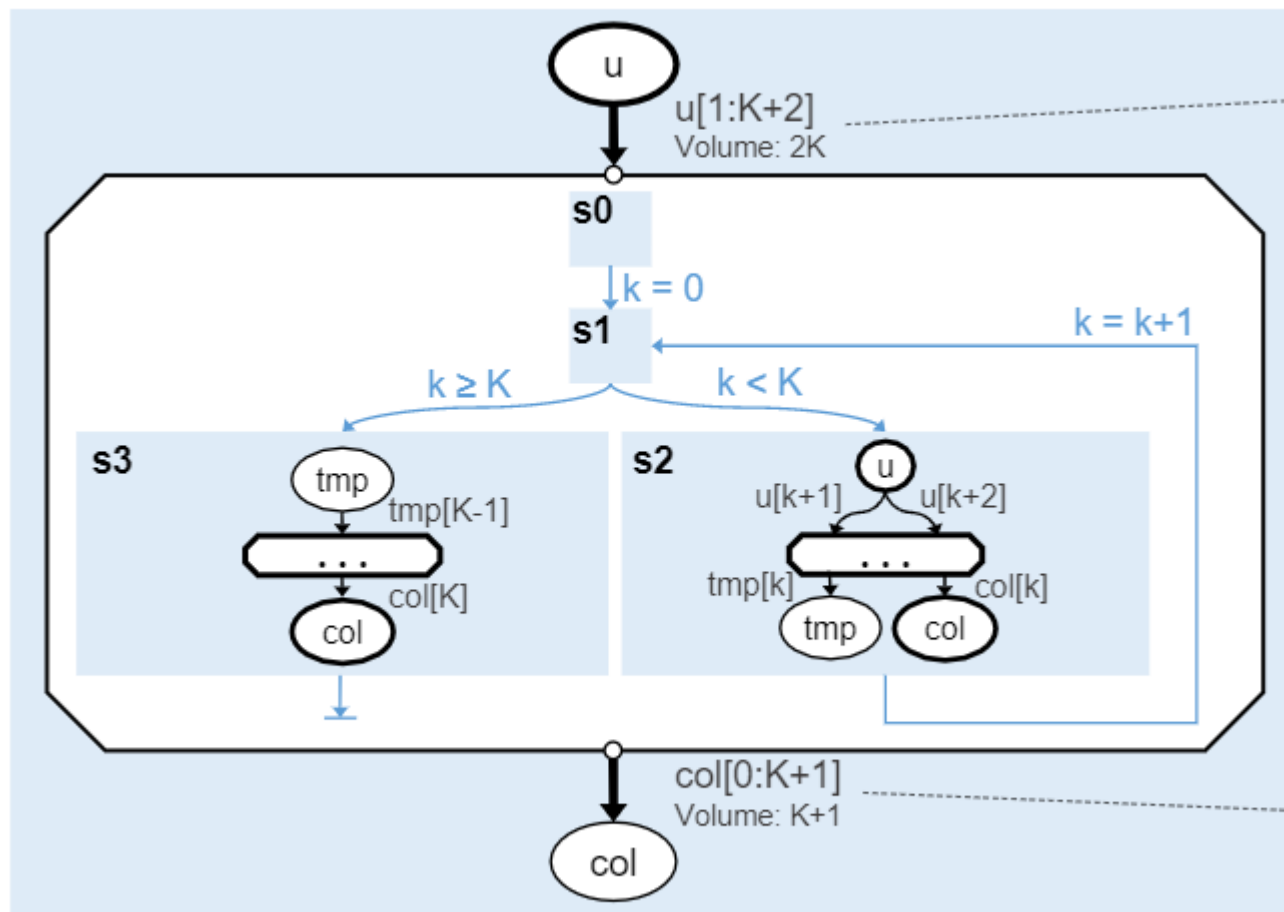 u
u[1:K+2]
Volume: 2K
s0
k = 0
s1
k = k+1
k ≥ K
k < K
s3
tmp
tmp[K-1]
. . .
col[K]
col
s2
u
u[k+1]
u[k+2]
. . .
tmp[k]
col[k]
tmp
col
col[0:K+1]
Volume: K+1
col